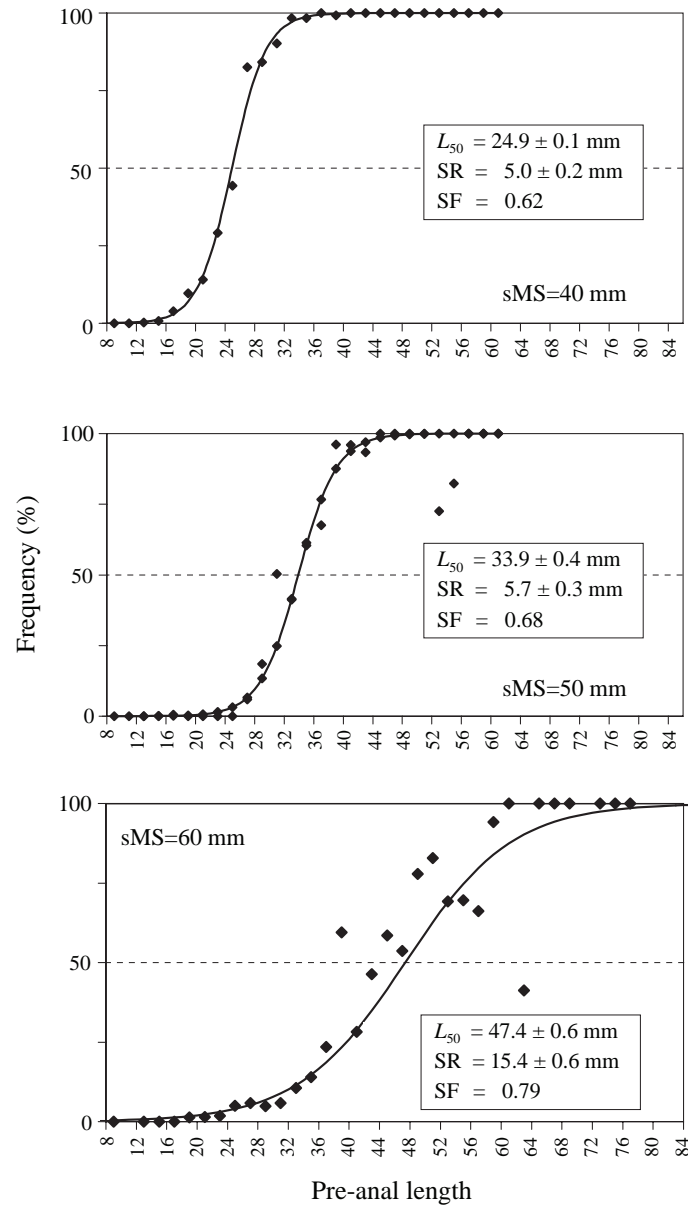 100
50
0
L50 = 24.9 ± 0.1 mm
SR = 5.0 ± 0.2 mm
SF = 0.62
sMS=40 mm
8 12 16 20 24 28 32 36 40 44 48 52 56 60 64 68 72 76 80 84
Frequency (%)
100
50
0
L50 = 33.9 ± 0.4 mm
SR = 5.7 ± 0.3 mm
SF = 0.68
sMS=50 mm
8 12 16 20 24 28 32 36 40 44 48 52 56 60 64 68 72 76 80 84
100
sMS=60 mm
50
0
L50 = 47.4 ± 0.6 mm
SR = 15.4 ± 0.6 mm
SF = 0.79
8 12 16 20 24 28 32 36 40 44 48 52 56 60 64 68 72 76 80 84
Pre-anal length